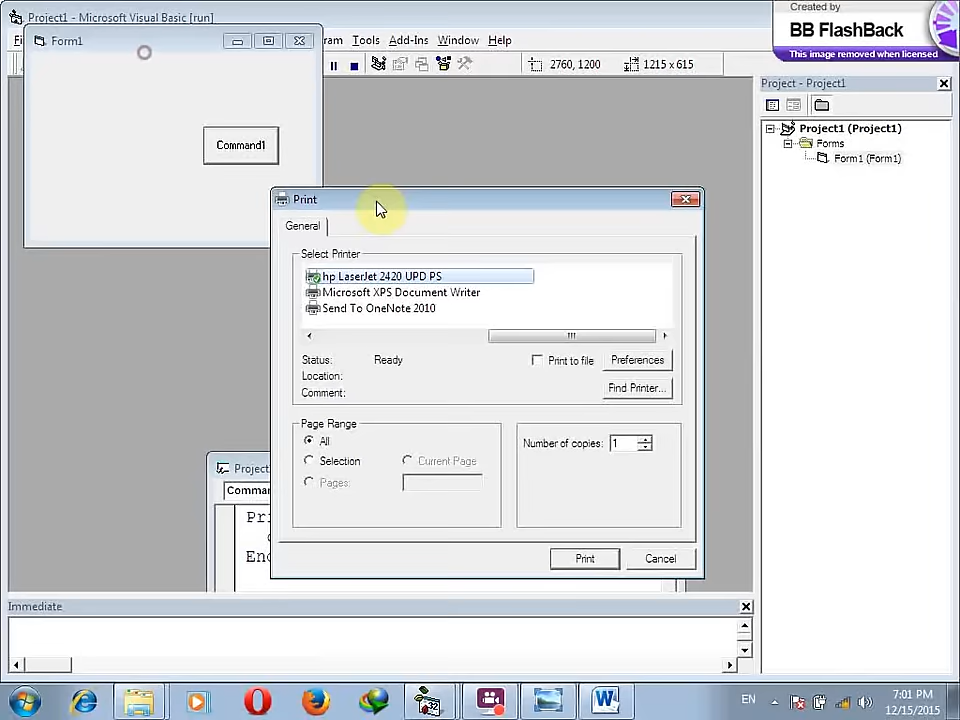 Project1 - Microsoft Visual Basic [run]
Created by
BB FlashBack
This image removed when licensed
Form1
Tools Add-Ins Window Help
2760, 1200
1215 x 615
Project - Project1
Project1 (Project1)
Forms
Form1 (Form1)
Command1
Print
General
Select Printer
hp LaserJet 2420 UPD PS
Microsoft XPS Document Writer
Send To OneNote 2010
Status: Ready
Print to file
Preferences
Location:
Comment:
Find Printer...
Page Range
All
Selection
Current Page
Pages:
Number of copies: 1
Print
Cancel
Project
Comman
Pri
End
Immediate
EN
7:01 PM
12/15/2015